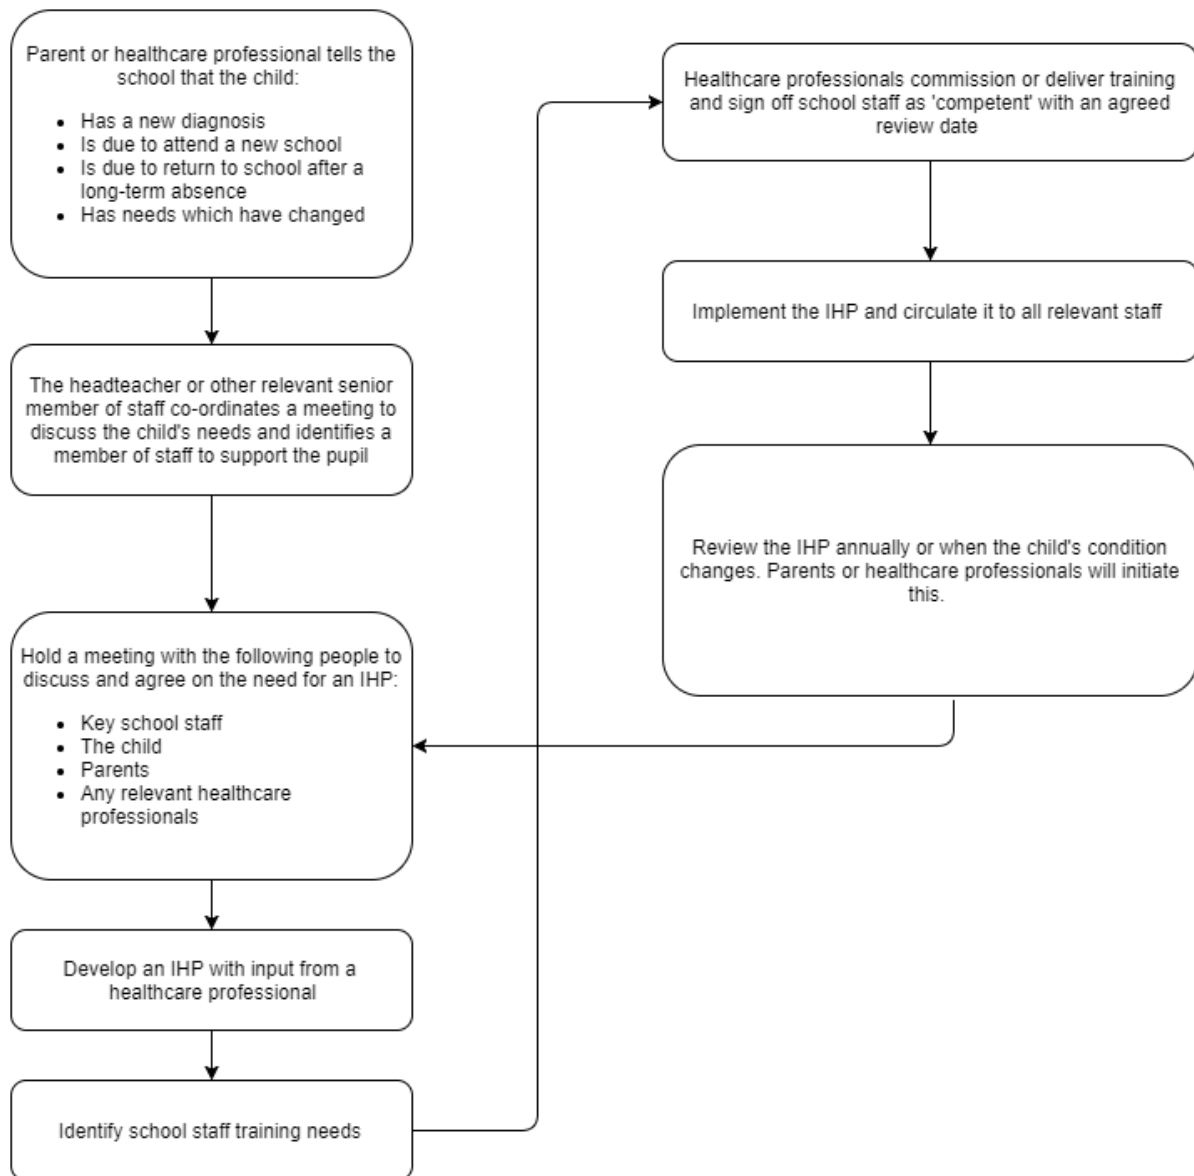 Parent or healthcare professional tells the
school that the child:
• Has a new diagnosis
• Is due to attend a new school
• Is due to return to school after a
long-term absence
• Has needs which have changed
The headteacher or other relevant senior
member of staff co-ordinates a meeting to
discuss the child's needs and identifies a
member of staff to support the pupil
Hold a meeting with the following people to
discuss and agree on the need for an IHP:
• Key school staff
• The child
• Parents
• Any relevant healthcare
professionals
Develop an IHP with input from a
healthcare professional
Identify school staff training needs
Healthcare professionals commission or deliver training
and sign off school staff as 'competent' with an agreed
review date
Implement the IHP and circulate it to all relevant staff
Review the IHP annually or when the child's condition
changes. Parents or healthcare professionals will initiate
this.